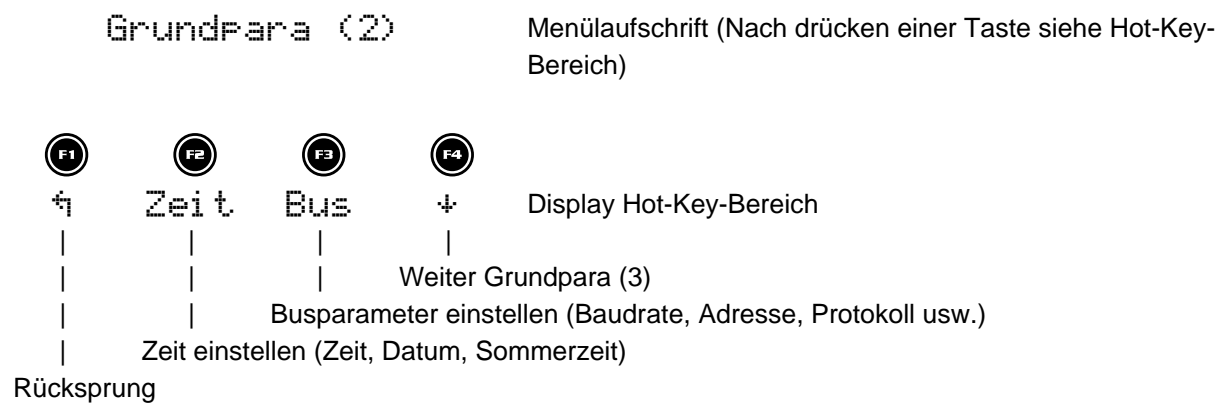 Grundpara (2) Menülaufschrift (Nach drücken einer Taste siehe Hot-Key-
Bereich)
F1 F2 F3 F4
↰ Zeit Bus ↓ Display Hot-Key-Bereich
| | | |
| | | Weiter Grundpara (3)
| | Busparameter einstellen (Baudrate, Adresse, Protokoll usw.)
| Zeit einstellen (Zeit, Datum, Sommerzeit)
Rücksprung